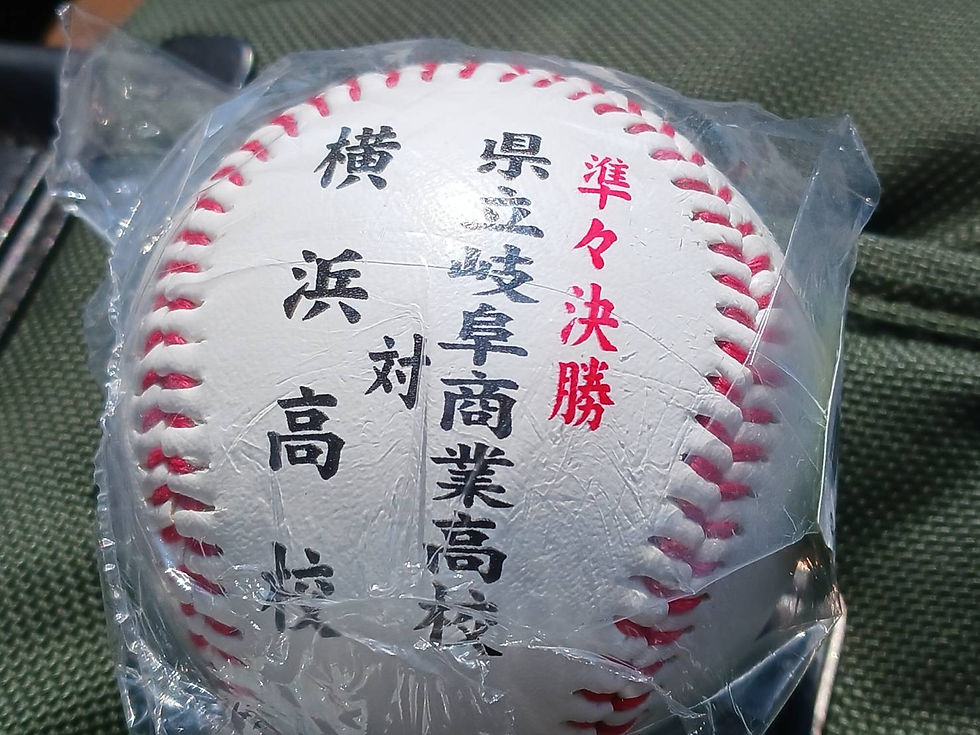 準々決勝
県立岐阜商業高校
対
横浜高校